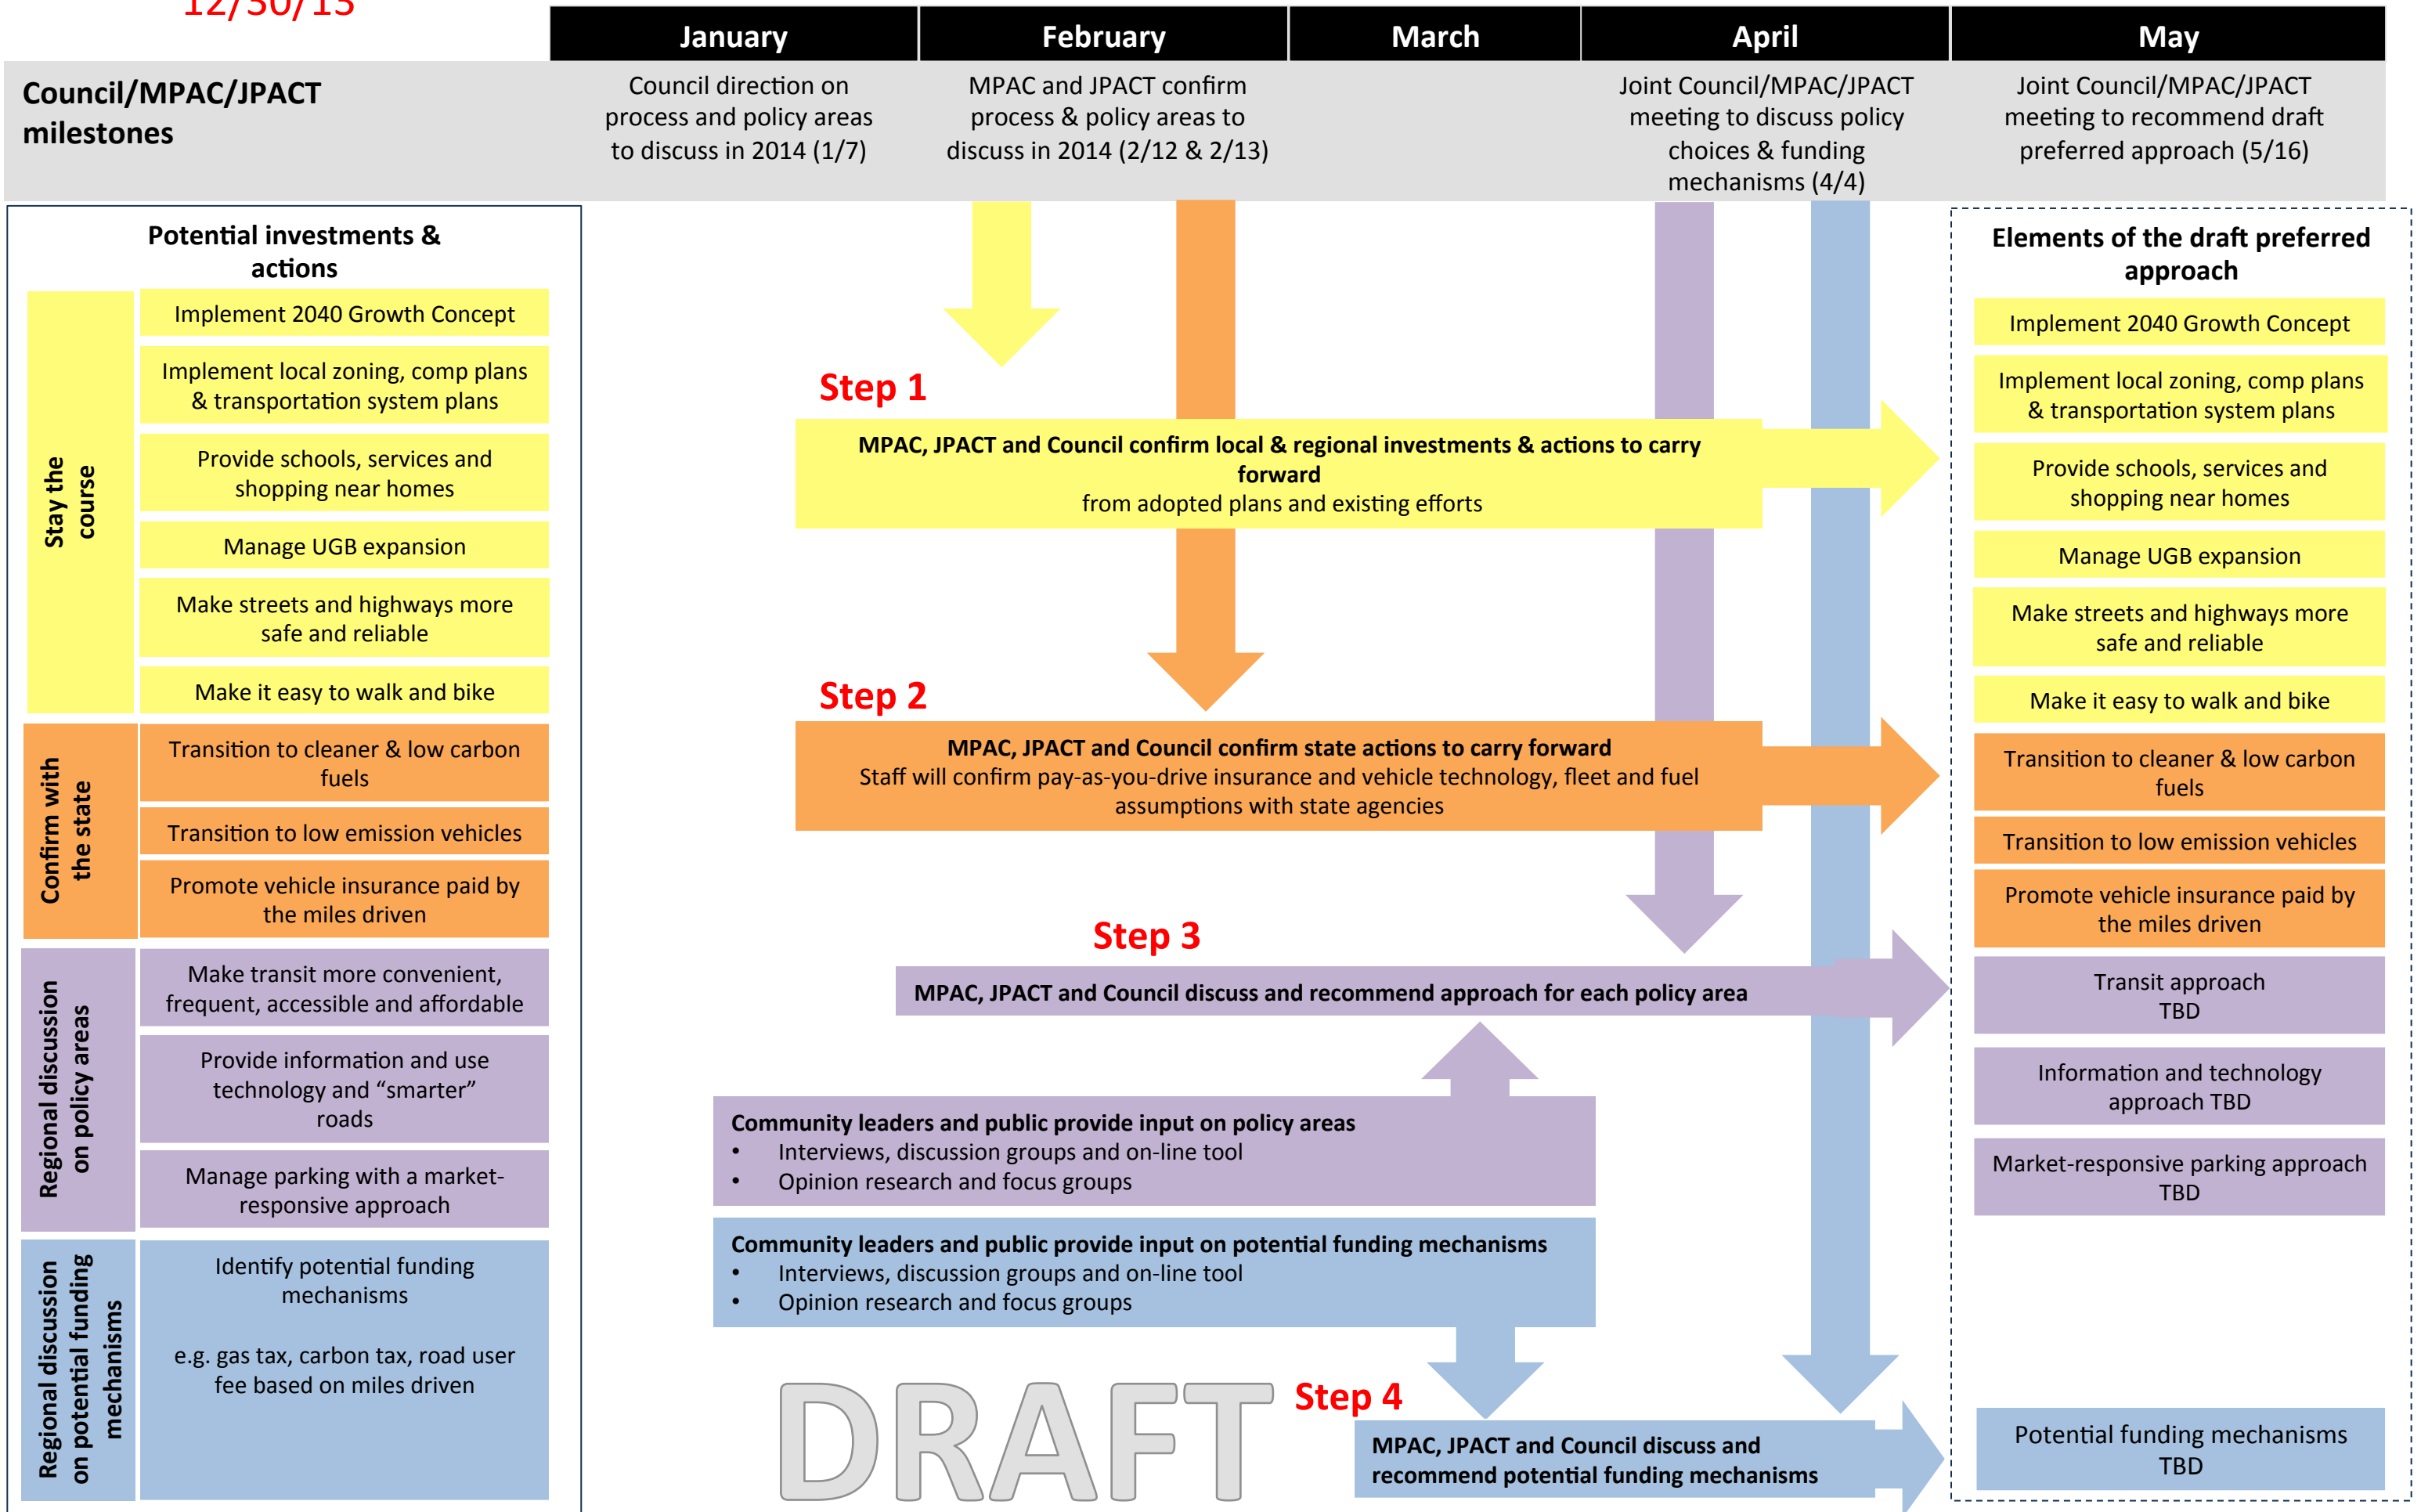 12/30/13
January
February
March
April
May
Council/MPAC/JPACT
milestones
Council direction on
process and policy areas
to discuss in 2014 (1/7)
MPAC and JPACT confirm
process & policy areas to
discuss in 2014 (2/12 & 2/13)
Joint Council/MPAC/JPACT
meeting to discuss policy
choices & funding
mechanisms (4/4)
Joint Council/MPAC/JPACT
meeting to recommend draft
preferred approach (5/16)
Potential investments &
actions
Stay the
course
Implement 2040 Growth Concept
Implement local zoning, comp plans
& transportation system plans
Provide schools, services and
shopping near homes
Manage UGB expansion
Make streets and highways more
safe and reliable
Make it easy to walk and bike
Confirm with
the state
Transition to cleaner & low carbon
fuels
Transition to low emission vehicles
Promote vehicle insurance paid by
the miles driven
Regional discussion
on policy areas
Make transit more convenient,
frequent, accessible and affordable
Provide information and use
technology and “smarter”
roads
Manage parking with a market-
responsive approach
Regional discussion
on potential funding
mechanisms
Identify potential funding
mechanisms
e.g. gas tax, carbon tax, road user
fee based on miles driven
Step 1
MPAC, JPACT and Council confirm local & regional investments & actions to carry
forward
from adopted plans and existing efforts
Step 2
MPAC, JPACT and Council confirm state actions to carry forward
Staff will confirm pay-as-you-drive insurance and vehicle technology, fleet and fuel
assumptions with state agencies
Step 3
MPAC, JPACT and Council discuss and recommend approach for each policy area
Community leaders and public provide input on policy areas
• Interviews, discussion groups and on-line tool
• Opinion research and focus groups
Community leaders and public provide input on potential funding mechanisms
• Interviews, discussion groups and on-line tool
• Opinion research and focus groups
DRAFT
Step 4
MPAC, JPACT and Council discuss and
recommend potential funding mechanisms
Elements of the draft preferred
approach
Implement 2040 Growth Concept
Implement local zoning, comp plans
& transportation system plans
Provide schools, services and
shopping near homes
Manage UGB expansion
Make streets and highways more
safe and reliable
Make it easy to walk and bike
Transition to cleaner & low carbon
fuels
Transition to low emission vehicles
Promote vehicle insurance paid by
the miles driven
Transit approach
TBD
Information and technology
approach TBD
Market-responsive parking approach
TBD
Potential funding mechanisms
TBD